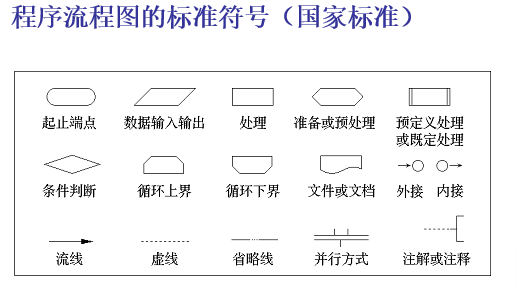 程序流程图的标准符号（国家标准）
起止端点 数据输入输出 处理 准备或预处理 预定义处理
或既定处理
条件判断 循环上界 循环下界 文件或文档 外接 内接
流线 虚线 省略线 并行方式 注解或注释